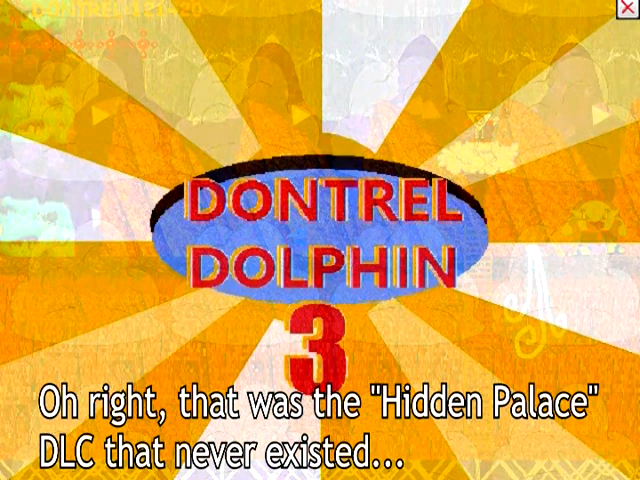 DONTREL
DOLPHIN
3
Oh right, that was the "Hidden Palace"
DLC that never existed...